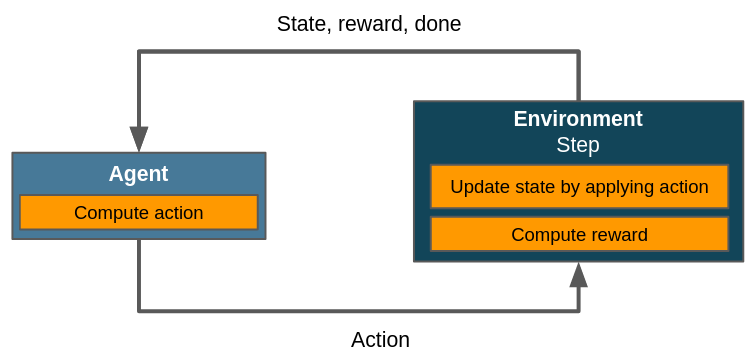 State, reward, done
Environment
Step
Agent
Update state by applying action
Compute action
Compute reward
Action